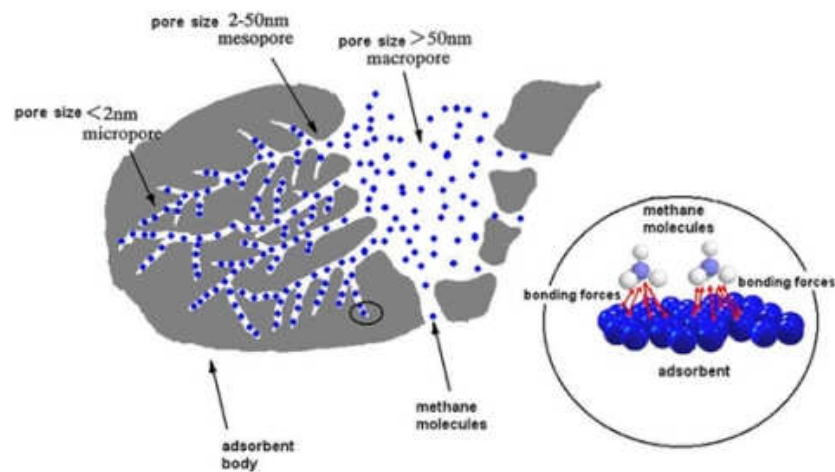 pore size 2-50nm
mesopore
pore size >50nm
macropore
pore size <2nm
micropore
methane
molecules
bonding forces
bonding forces
adsorbent
methane
molecules
adsorbent
body